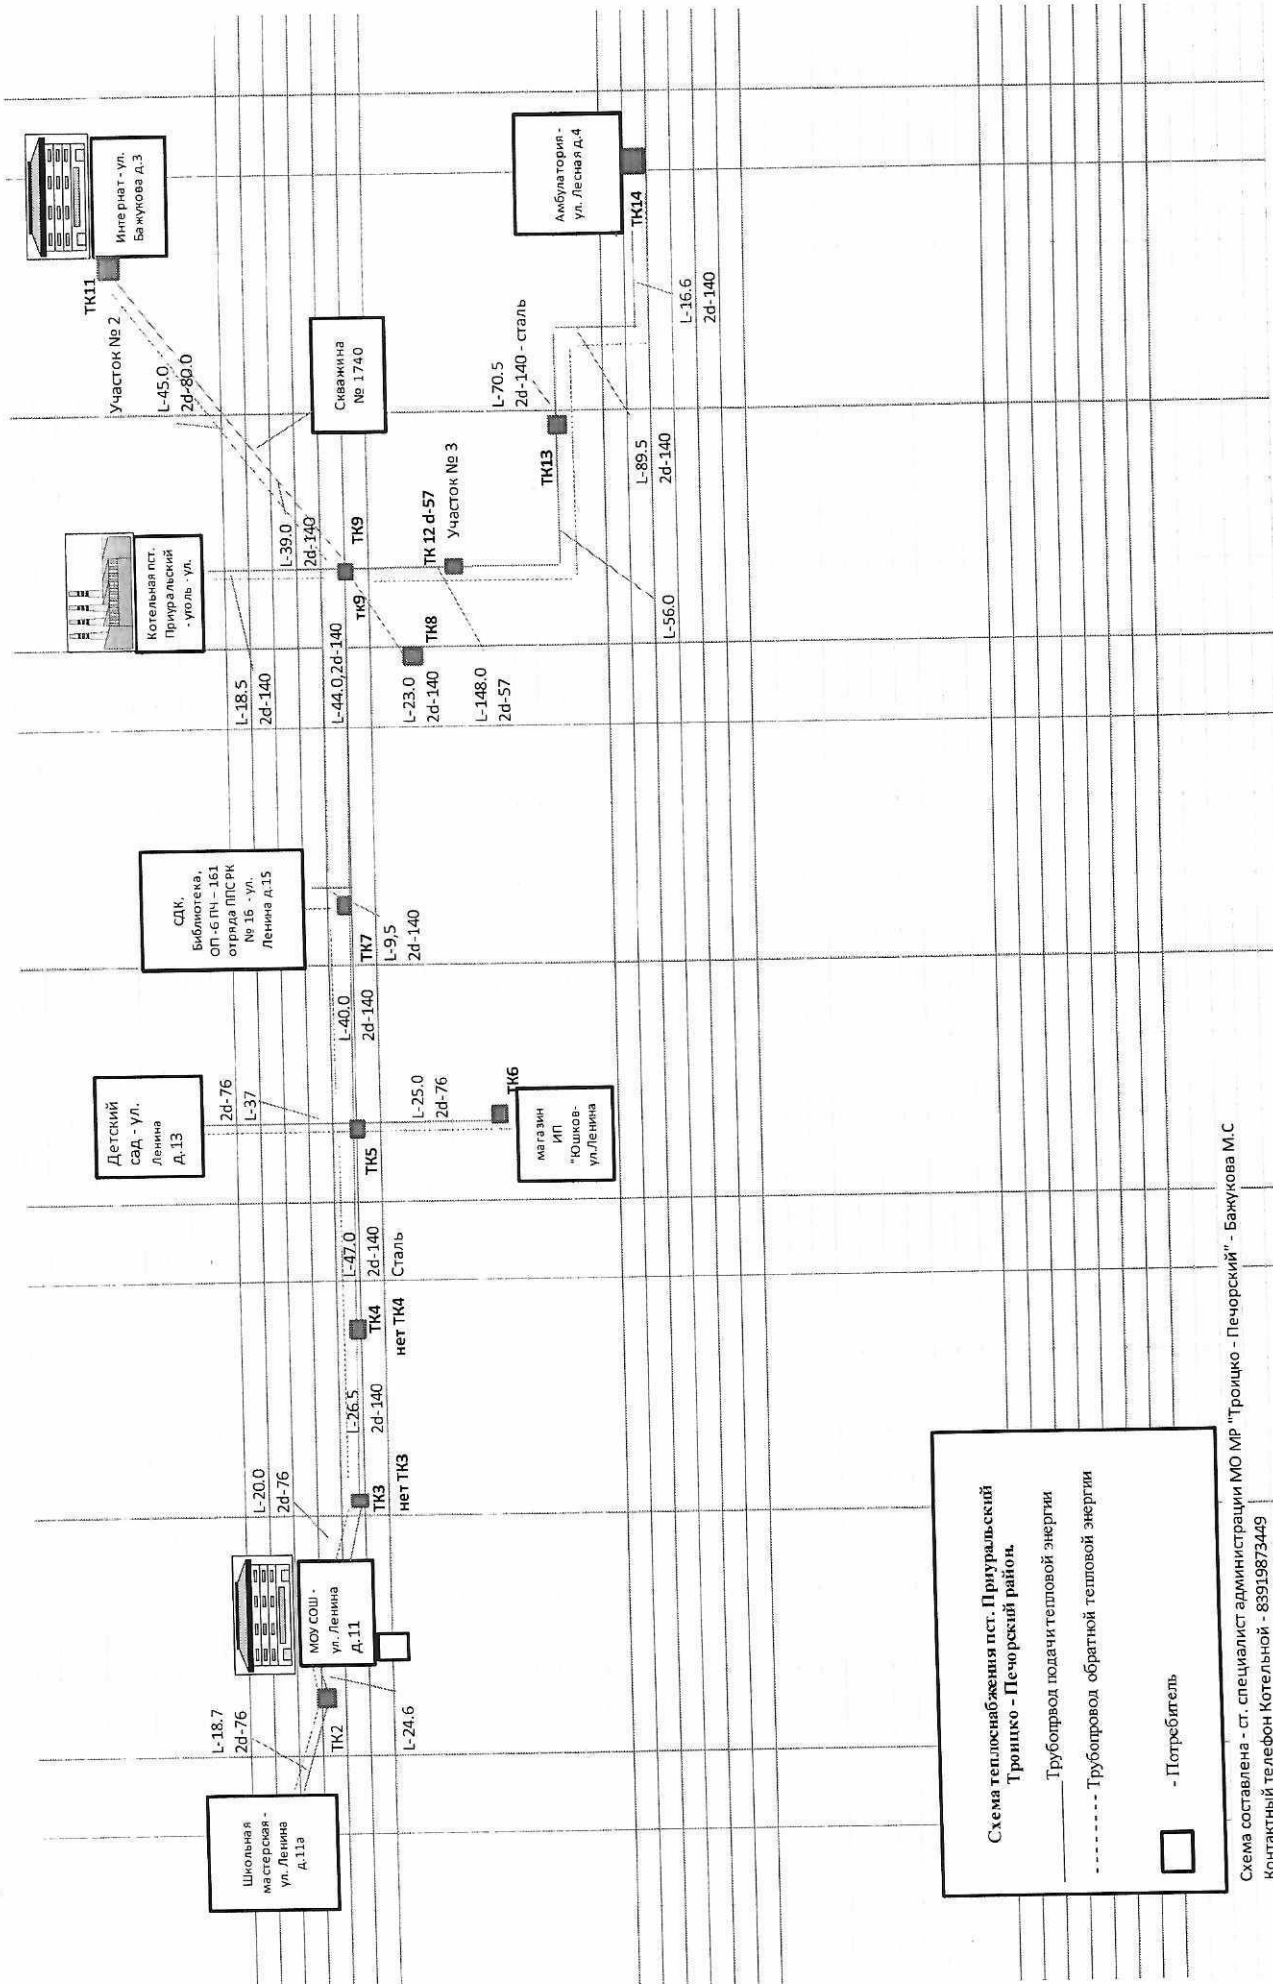 Школьная
мастерская -
ул. Ленина
д.11а
L-18.7
2d-76
ТК2
L-24.6
МОУ СОШ -
ул. Ленина
д.11
L-20.0
2d-76
ТК3
нет ТК3
L-26.5
2d-140
ТК4
нет ТК4
L-47.0
2d-140
Сталь
Детский
сад - ул.
Ленина
д.13
2d-76
L-37
ТК5
L-25.0
2d-76
ТК6
магазин
ИП
"Юшков-
ул.Ленина
L-40.0
2d-140
СДК,
Библиотека,
ОП -6 ПЧ – 161
отряда ППС РК
№ 16 - ул.
Ленина д.15
ТК7
L-9,5
2d-140
L-44.0,2d-140
Котельная пст.
Приуральский
- уголь - ул.
L-18.5
2d-140
L-39.0
2d-140
тк9
ТК9
ТК8
L-23.0
2d-140
L-148.0
2d-57
ТК 12 d-57
Участок № 3
L-56.0
Интернат - ул.
Бажукова д.3
ТК11
Участок № 2
L-45.0
2d-80.0
Скважина
№ 1740
ТК13
L-70.5
2d-140 - сталь
L-89.5
2d-140
Амбулатория -
ул. Лесная д.4
ТК14
L-16.6
2d-140
Схема теплоснабжения пст. Приуральский
Троицко - Печорский район.
Трубопрвод подачи тепловой энергии
Трубопровод обратной тепловой энергии
- Потребитель
Схема составлена - ст. специалист администрации МО МР "Троицко - Печорский" - Бажукова М.С
Контактный телефон Котельной - 83919873449